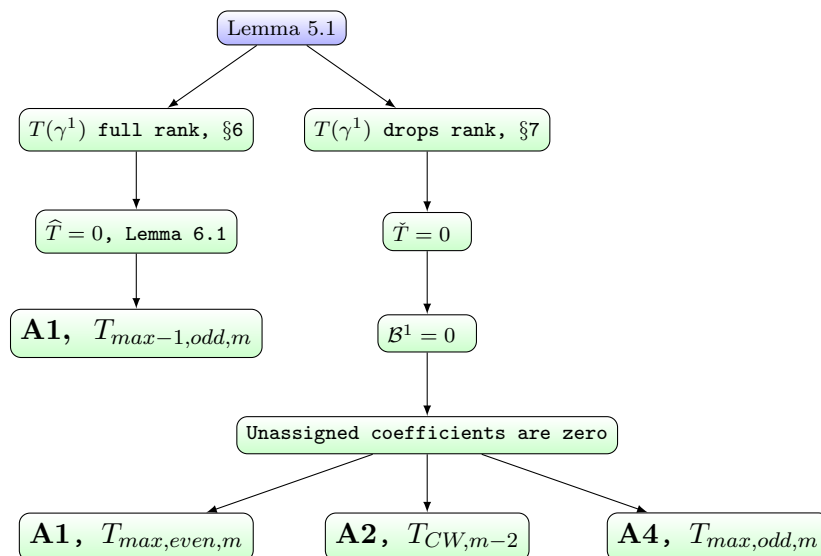 Lemma 5.1
T(γ¹) full rank, §6
T(γ¹) drops rank, §7
T̂ = 0, Lemma 6.1
Ť = 0
A1, T_{max−1,odd,m}
ℬ¹ = 0
Unassigned coefficients are zero
A1, T_{max,even,m}
A2, T_{CW,m−2}
A4, T_{max,odd,m}